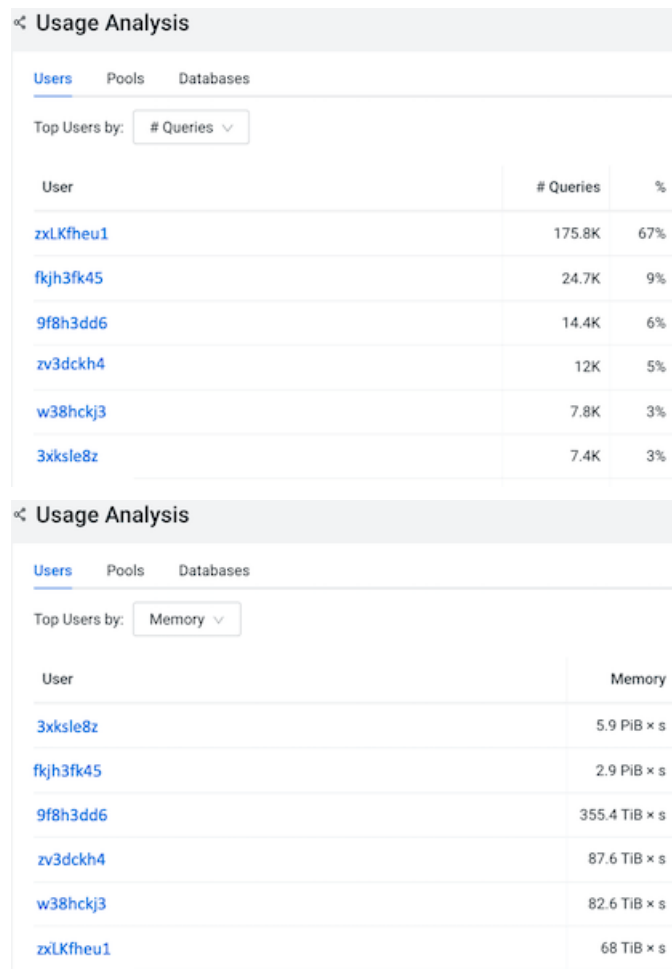 Usage Analysis
Users Pools Databases
Top Users by: # Queries
User # Queries %
zxLKfheu1 175.8K 67%
fkjh3fk45 24.7K 9%
9f8h3dd6 14.4K 6%
zv3dckh4 12K 5%
w38hckj3 7.8K 3%
3xksle8z 7.4K 3%
Usage Analysis
Users Pools Databases
Top Users by: Memory
User Memory
3xksle8z 5.9 PiB × s
fkjh3fk45 2.9 PiB × s
9f8h3dd6 355.4 TiB × s
zv3dckh4 87.6 TiB × s
w38hckj3 82.6 TiB × s
zxLKfheu1 68 TiB × s